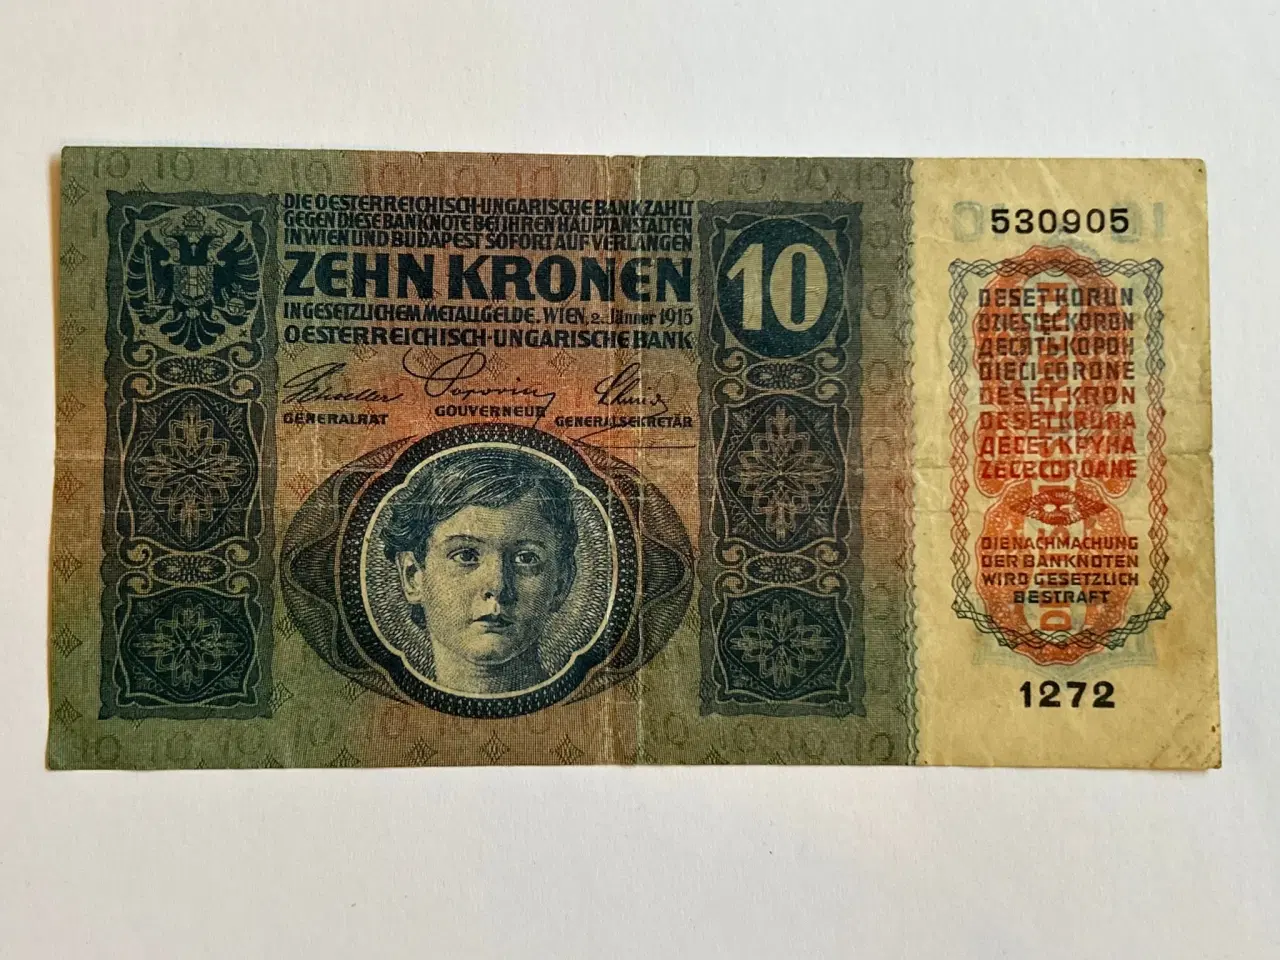 DIE OESTERREICHISCH-UNGARISCHE BANK ZAHLT
GEGEN DIESE BANKNOTE BEI IHREN HAUPTANSTALTEN
IN WIEN UND BUDAPEST SOFORT AUF VERLANGEN
ZEHN KRONEN
IN GESETZLICHEM METALLGELDE. WIEN, 2. Jänner 1915
OESTERREICHISCH-UNGARISCHE BANK
GENERALRAT
GOUVERNEUR
GENERALSEKRETÄR
10
530905
DESET KORUN
DZIESIĘĆ KORON
ДЕСЯТЬ КОРОН
DIECI CORONE
DESET KRON
DESET KRUNA
ДЕСЕТ КРУНА
ZECE COROANE
DIE NACHMACHUNG
DER BANKNOTEN
WIRD GESETZLICH
BESTRAFT
1272